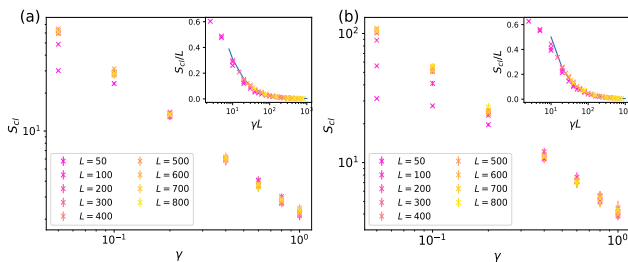 (a)
S_cl/L
0.6
0.4
0.2
0.0
10^1
10^2
10^3
γL
S_cl
10^1
L = 50
L = 100
L = 200
L = 300
L = 400
L = 500
L = 600
L = 700
L = 800
10^{-1}
10^0
γ
(b)
S_cl/L
0.6
0.4
0.2
0.0
10^1
10^2
γL
S_cl
10^2
10^1
L = 50
L = 100
L = 200
L = 300
L = 400
L = 500
L = 600
L = 700
L = 800
10^{-1}
10^0
γ